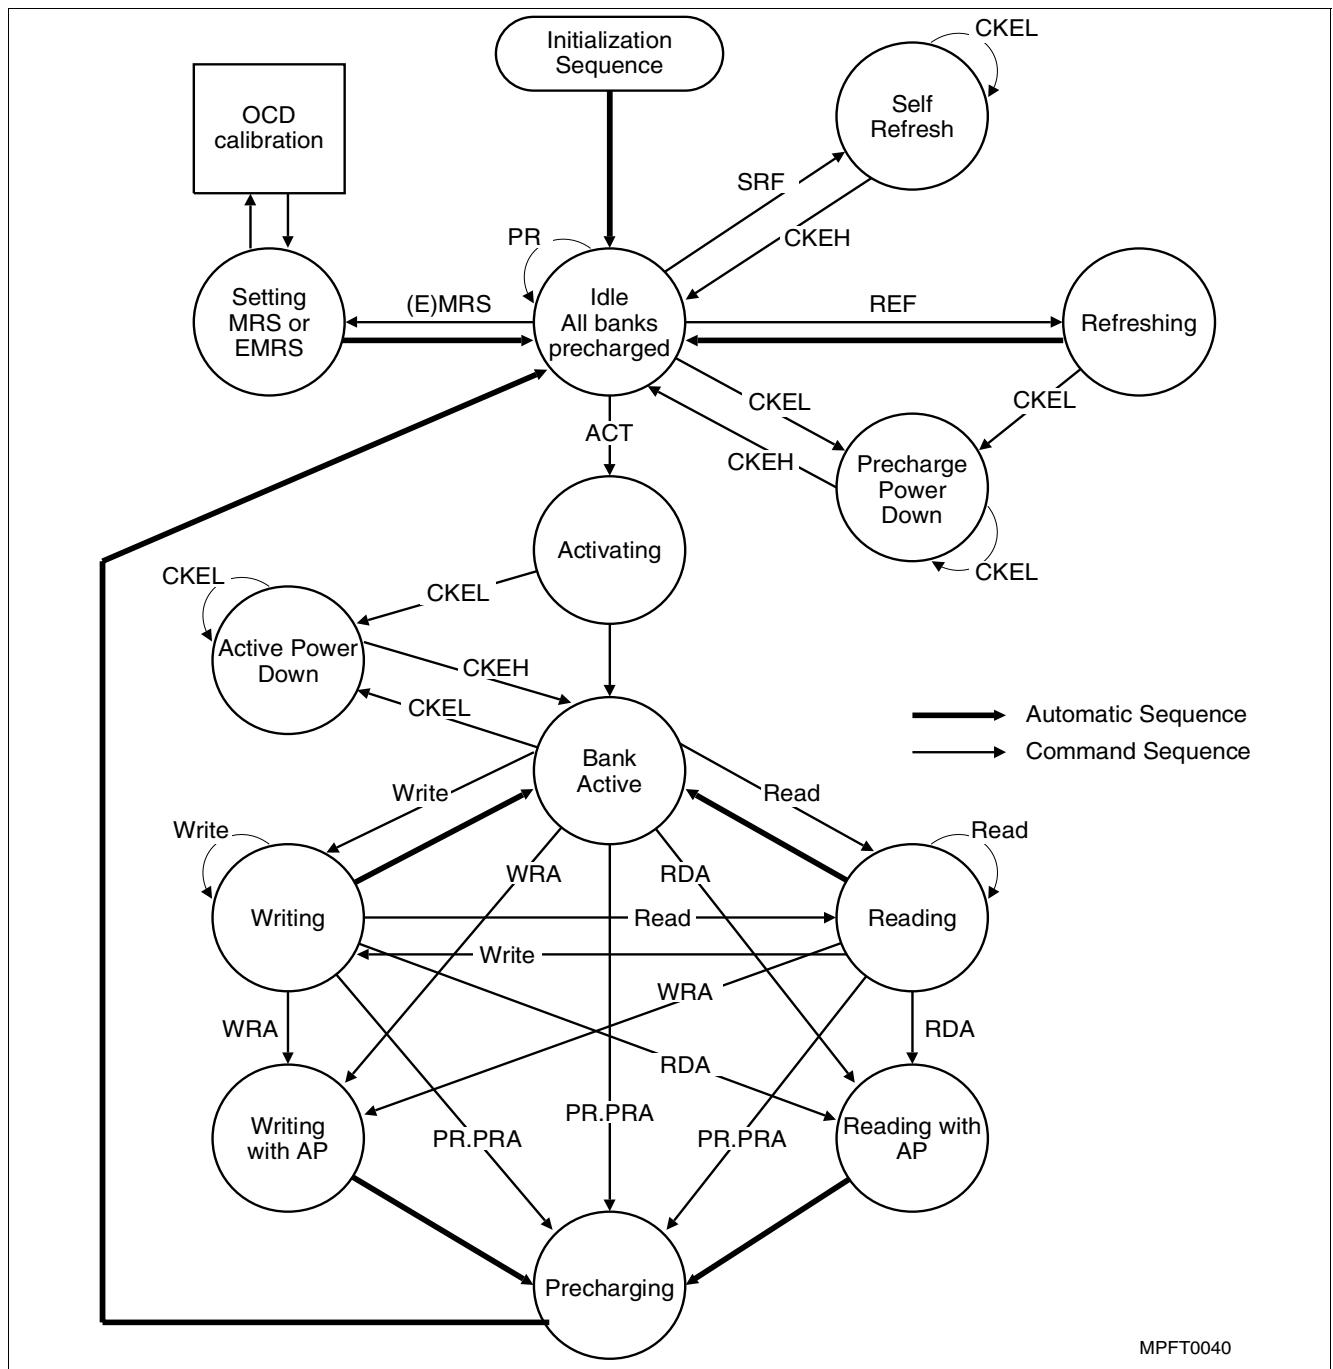 Initialization
Sequence
CKEL
OCD
calibration
Self
Refresh
SRF
CKEH
PR
Setting
MRS or
EMRS
(E)MRS
Idle
All banks
precharged
REF
Refreshing
CKEL
CKEL
CKEH
ACT
Precharge
Power
Down
CKEL
Activating
CKEL
CKEL
Active Power
Down
CKEH
CKEL
Automatic Sequence
Command Sequence
Bank
Active
Write
Read
Write
Read
WRA
RDA
Writing
Read
Reading
Write
WRA
WRA
RDA
RDA
PR.PRA
Writing
with AP
PR.PRA
PR.PRA
Reading with
AP
Precharging
MPFT0040